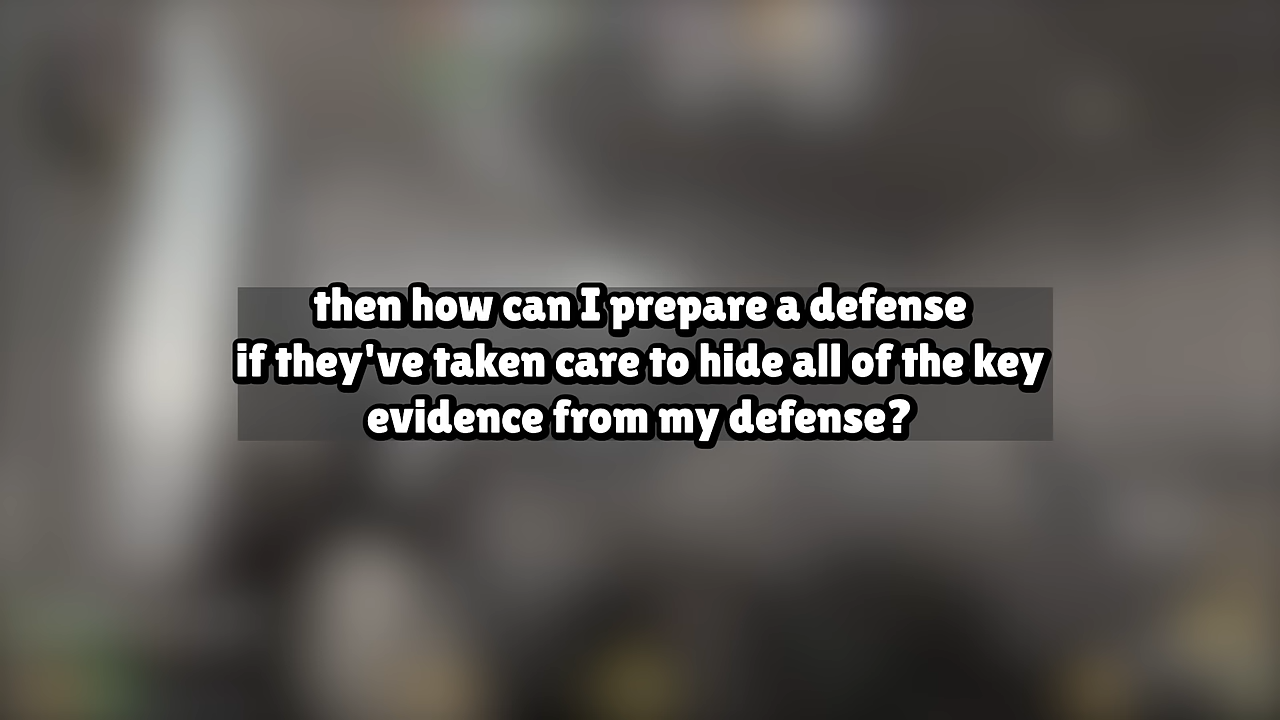 then how can I prepare a defense
if they've taken care to hide all of the key
evidence from my defense?